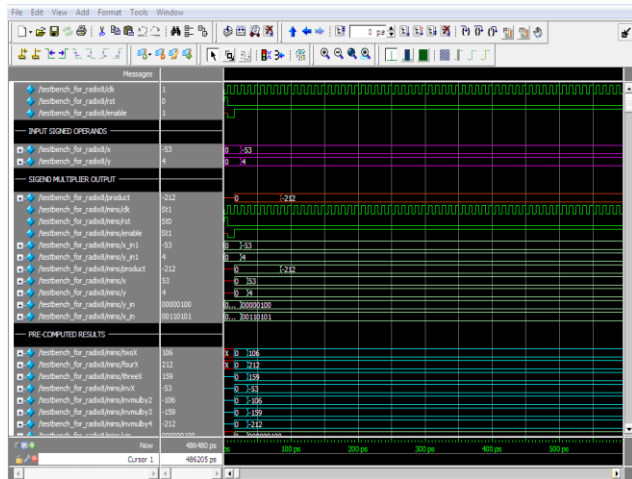 File Edit View Add Format Tools Window
0 ps
Messages
/testbench_for_radix8/clk 1
/testbench_for_radix8/rst 0
/testbench_for_radix8/enable 1
INPUT SIGNED OPERANDS
/testbench_for_radix8/x -53 0 -53
/testbench_for_radix8/y 4 0 4
SIGEND MULTIPLIER OUTPUT
/testbench_for_radix8/product -212 0 -212
/testbench_for_radix8/mins/clk St1
/testbench_for_radix8/mins/rst St0
/testbench_for_radix8/mins/enable St1
/testbench_for_radix8/mins/x_in1 -53 0 -53
/testbench_for_radix8/mins/y_in1 4 0 4
/testbench_for_radix8/mins/product -212 0 -212
/testbench_for_radix8/mins/x 53 0 53
/testbench_for_radix8/mins/y 4 0 4
/testbench_for_radix8/mins/y_in 00000100 0... 00000100
/testbench_for_radix8/mins/x_in 00110101 0... 00110101
PRE-COMPUTED RESULTS
/testbench_for_radix8/mins/twoX 106 X 0 106
/testbench_for_radix8/mins/fourX 212 X 0 212
/testbench_for_radix8/mins/threeX 159 0 159
/testbench_for_radix8/mins/invX -53 0 -53
/testbench_for_radix8/mins/invmulby2 -106 0 -106
/testbench_for_radix8/mins/invmulby3 -159 0 -159
/testbench_for_radix8/mins/invmulby4 -212 0 -212
Now 486480 ps ps 100 ps 200 ps 300 ps 400 ps 500 ps
Cursor 1 486205 ps